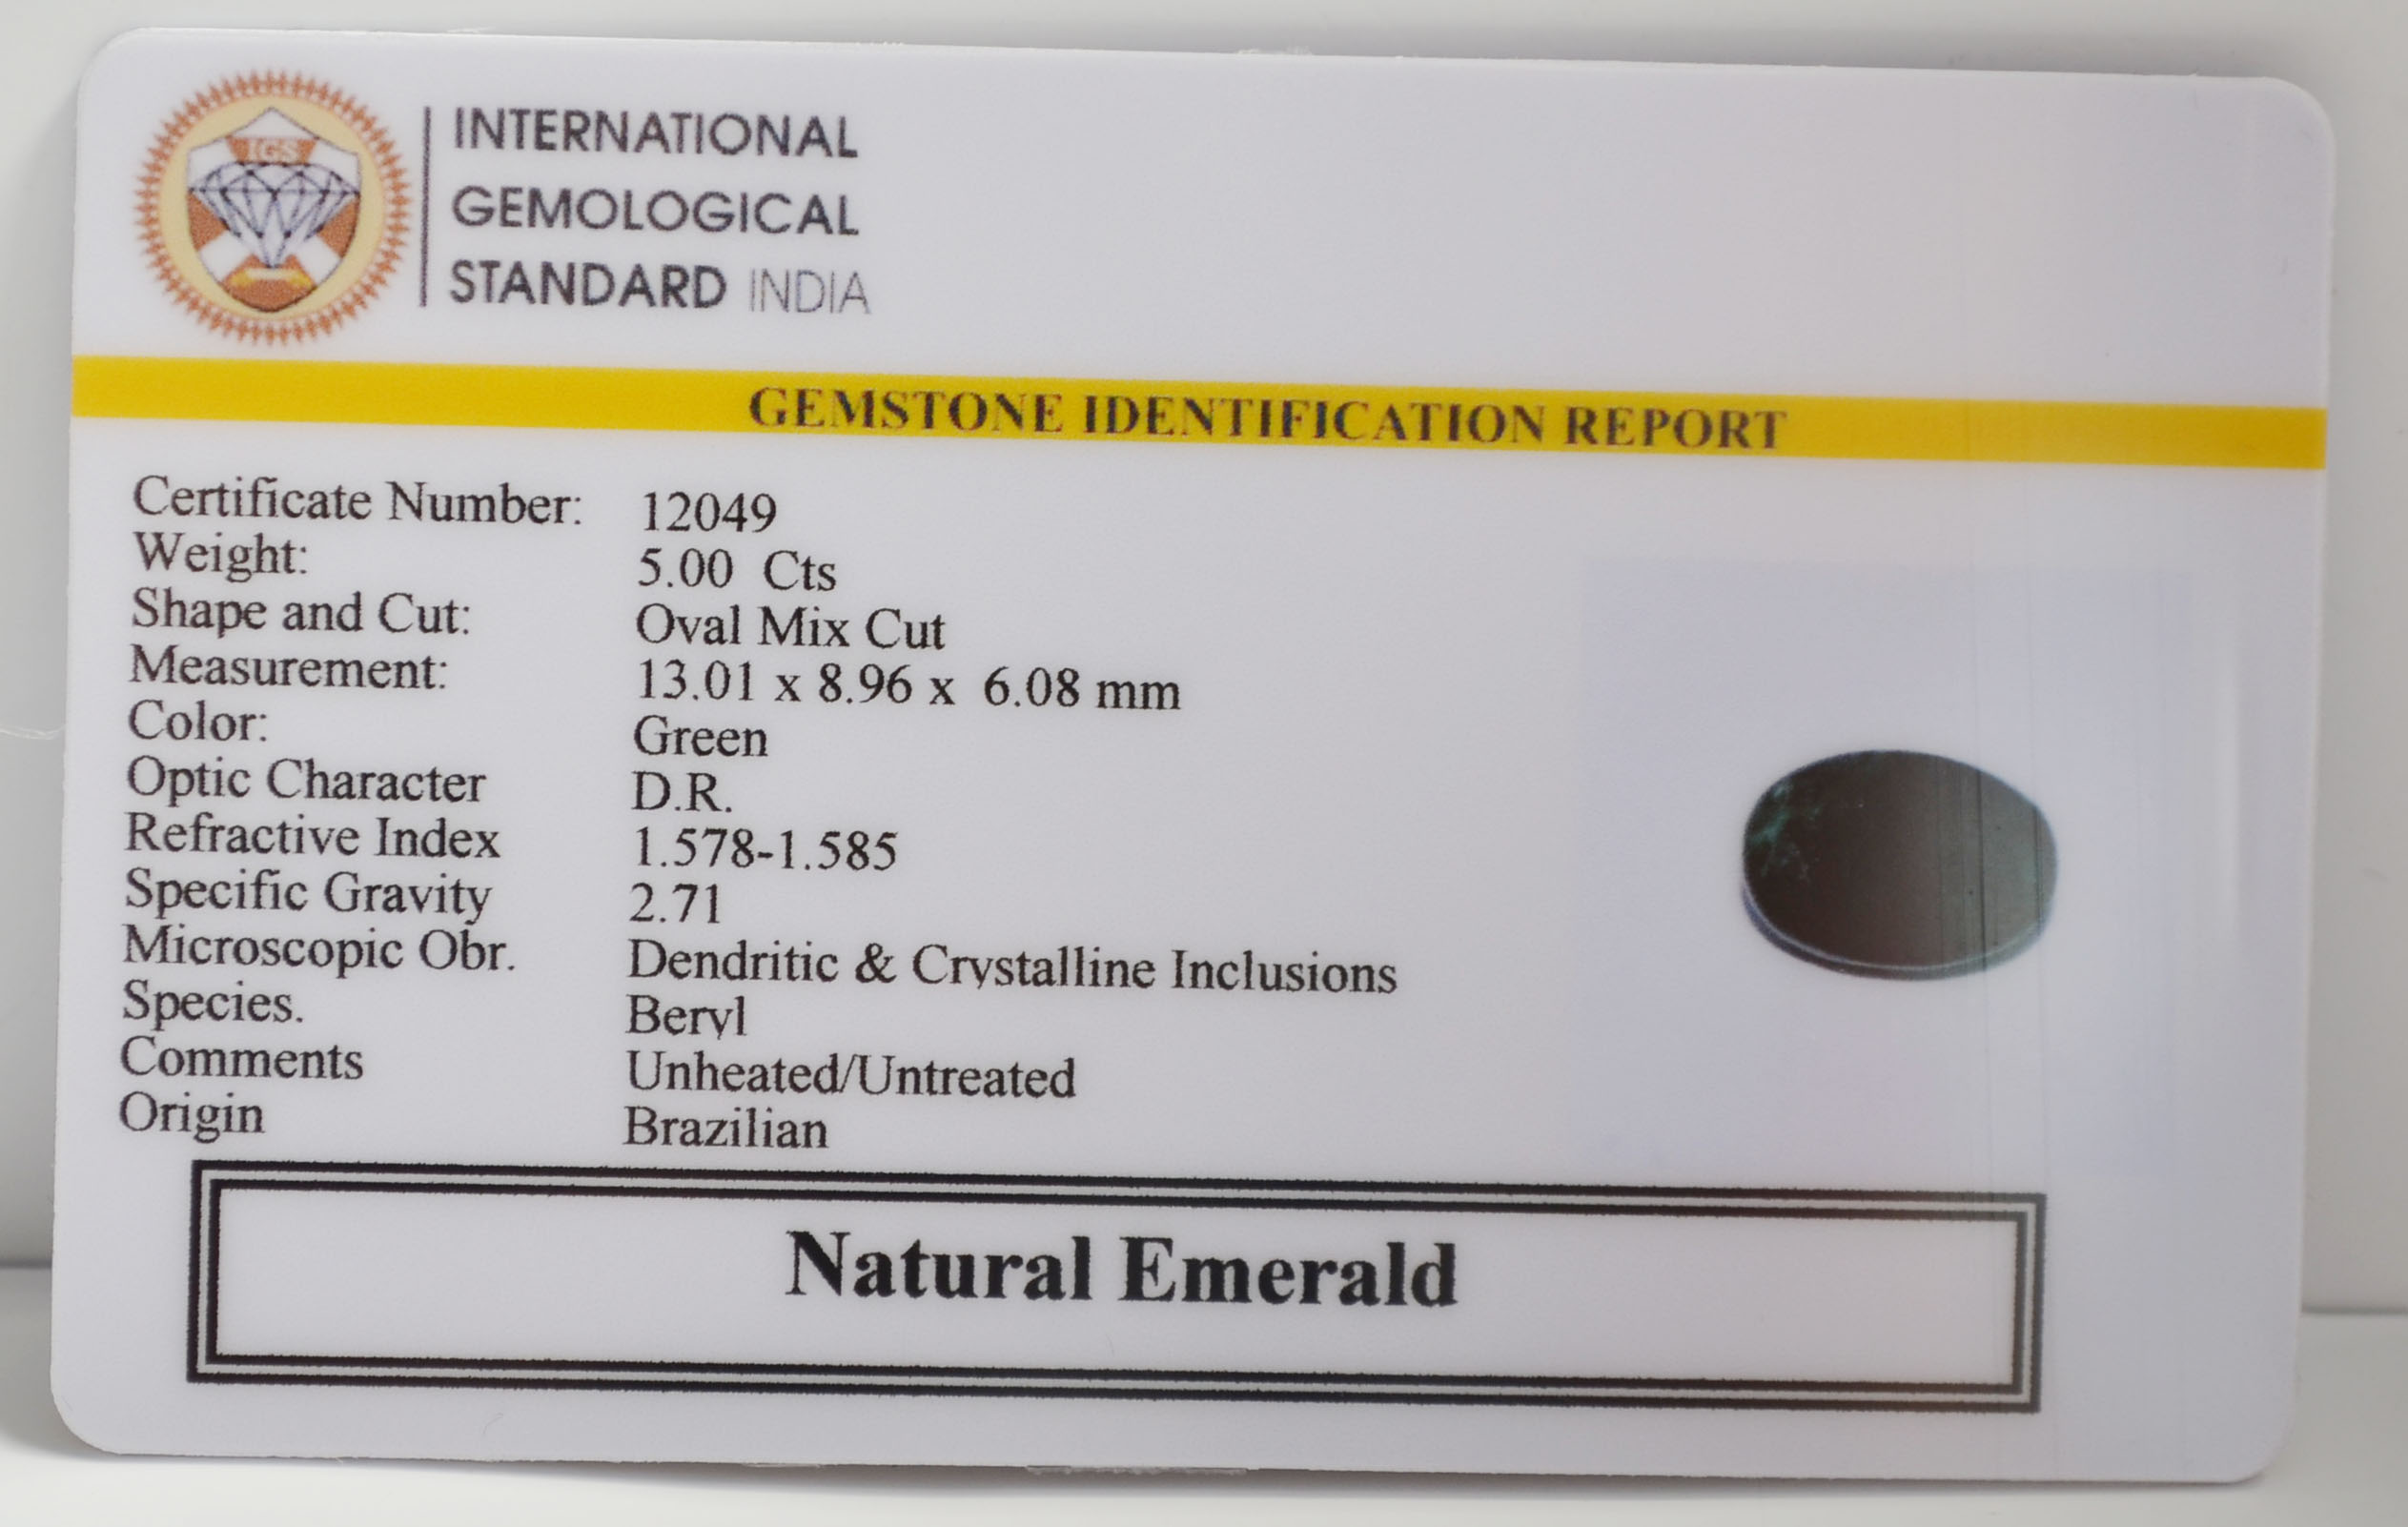 IGS
INTERNATIONAL
GEMOLOGICAL
STANDARD INDIA
GEMSTONE IDENTIFICATION REPORT
Certificate Number: 12049
Weight: 5.00 Cts
Shape and Cut: Oval Mix Cut
Measurement: 13.01 x 8.96 x 6.08 mm
Color: Green
Optic Character D.R.
Refractive Index 1.578-1.585
Specific Gravity 2.71
Microscopic Obr. Dendritic & Crystalline Inclusions
Species. Beryl
Comments Unheated/Untreated
Origin Brazilian
Natural Emerald